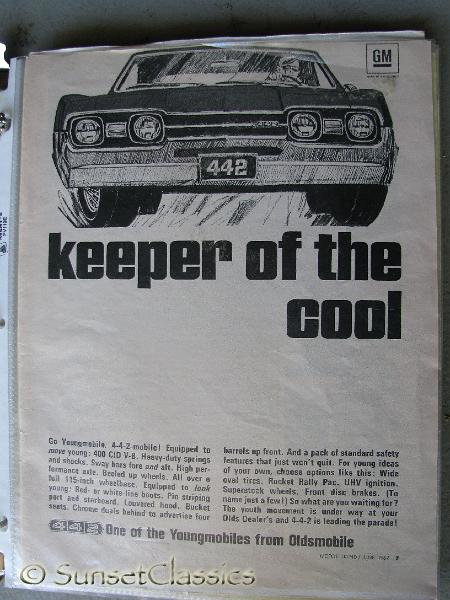 GM
442
keeper of the
cool
Go Youngmobile. 4-4-2-mobile! Equipped to
move young: 400 CID V-8. Heavy-duty springs
and shocks. Sway bars fore and aft. High per-
formance axle. Beefed up wheels. All over a
full 115-inch wheelbase. Equipped to look
young: Red- or white-line boots. Pin striping
port and starboard. Louvered hood. Bucket
seats. Chrome duals behind to advertise four
barrels up front. And a pack of standard safety
features that just won't quit. For young ideas
of your own, choose options like this: Wide
oval tires. Rocket Rally Pac. UHV ignition.
Superstock wheels. Front disc brakes. (To
name just a few!) So what are you waiting for?
The youth movement is under way at your
Olds Dealer's and 4-4-2 is leading the parade!
442 One of the Youngmobiles from Oldsmobile
MOTOR TREND / JUNE 1967
© SunsetClassics